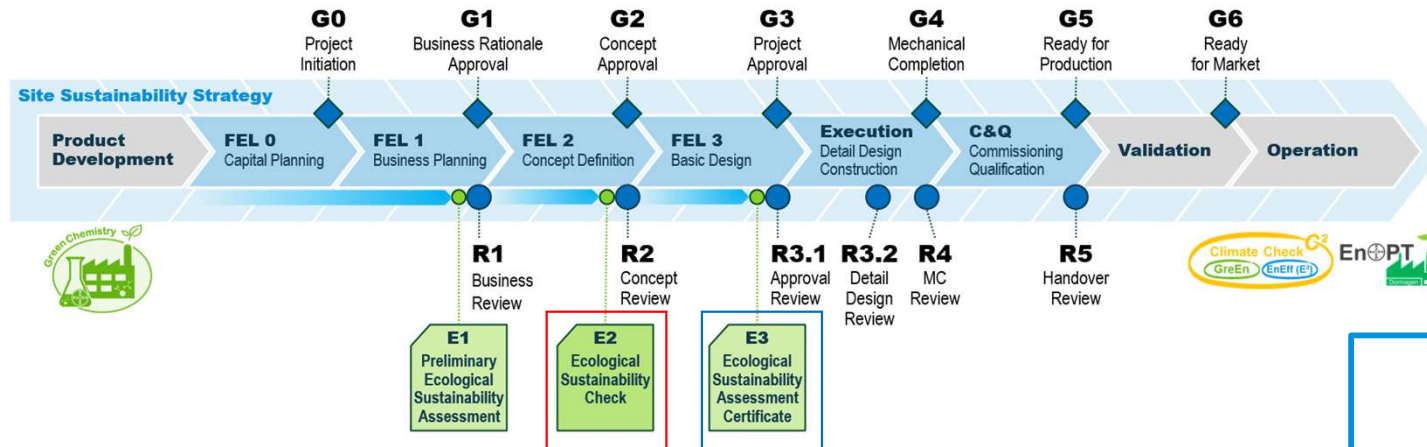 G0
Project
Initiation
G1
Business Rationale
Approval
G2
Concept
Approval
G3
Project
Approval
G4
Mechanical
Completion
G5
Ready for
Production
G6
Ready
for Market
Site Sustainability Strategy
Product
Development
FEL 0
Capital Planning
FEL 1
Business Planning
FEL 2
Concept Definition
FEL 3
Basic Design
Execution
Detail Design
Construction
C&Q
Commissioning
Qualification
Validation
Operation
Green Chemistry
R1
Business
Review
R2
Concept
Review
R3.1
Approval
Review
R3.2
Detail
Design
Review
R4
MC
Review
R5
Handover
Review
Climate Check C²
GreEn
EnEff (E³)
EnOPT
Dormagen
E1
Preliminary
Ecological
Sustainability
Assessment
E2
Ecological
Sustainability
Check
E3
Ecological
Sustainability
Assessment
Certificate